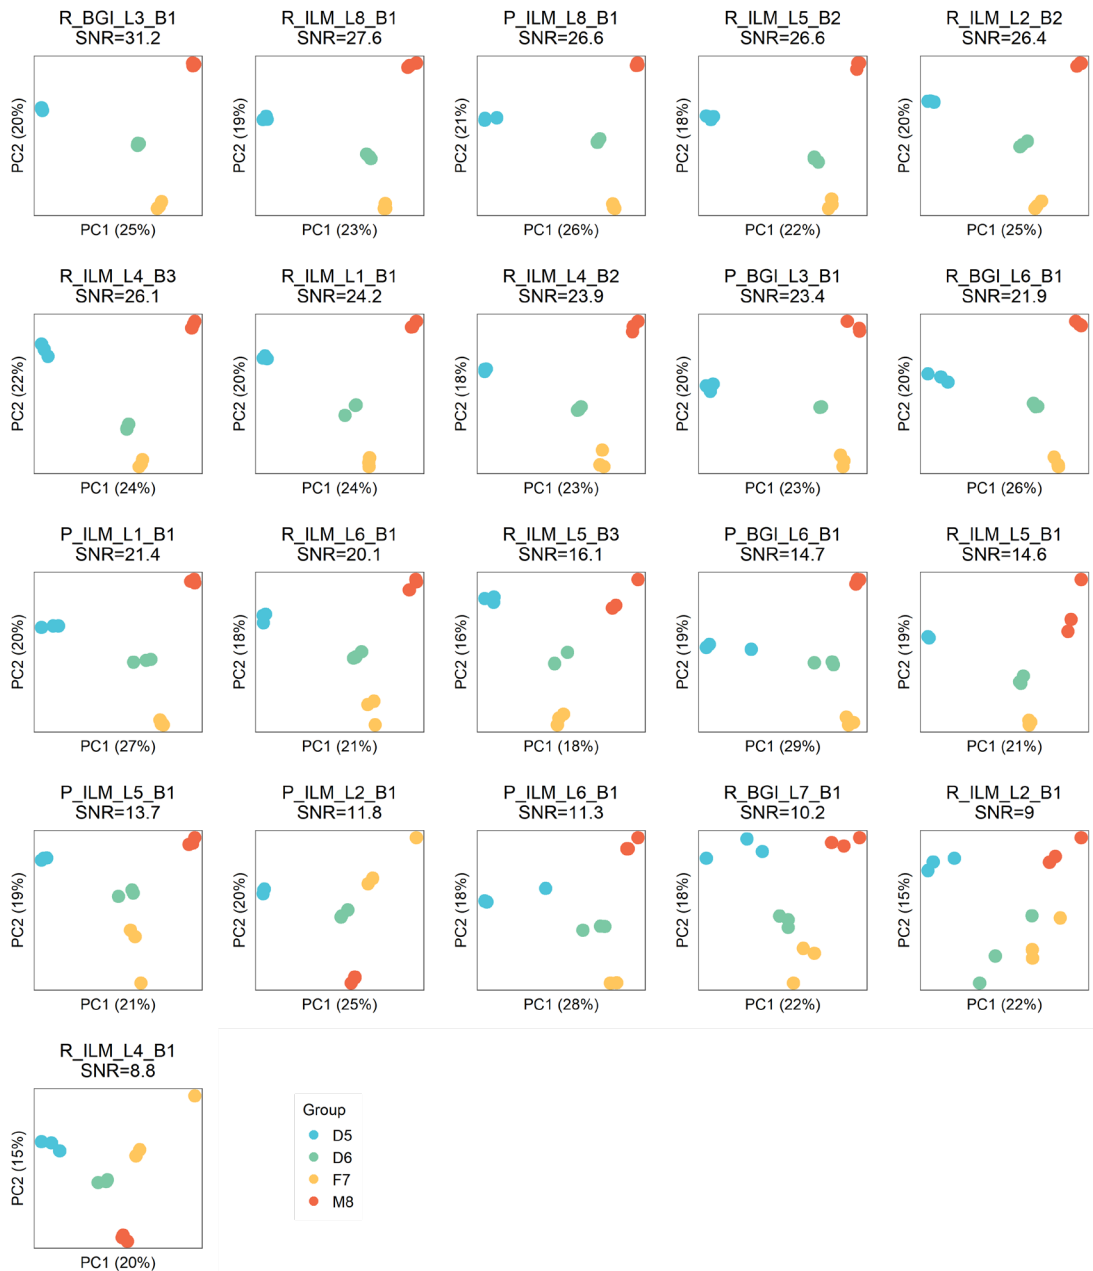 R_BGI_L3_B1
SNR=31.2
PC2 (20%)
PC1 (25%)
R_ILM_L8_B1
SNR=27.6
PC2 (19%)
PC1 (23%)
P_ILM_L8_B1
SNR=26.6
PC2 (21%)
PC1 (26%)
R_ILM_L5_B2
SNR=26.6
PC2 (18%)
PC1 (22%)
R_ILM_L2_B2
SNR=26.4
PC2 (20%)
PC1 (25%)
R_ILM_L4_B3
SNR=26.1
PC2 (22%)
PC1 (24%)
R_ILM_L1_B1
SNR=24.2
PC2 (20%)
PC1 (24%)
R_ILM_L4_B2
SNR=23.9
PC2 (18%)
PC1 (23%)
P_BGI_L3_B1
SNR=23.4
PC2 (20%)
PC1 (23%)
R_BGI_L6_B1
SNR=21.9
PC2 (20%)
PC1 (26%)
P_ILM_L1_B1
SNR=21.4
PC2 (20%)
PC1 (27%)
R_ILM_L6_B1
SNR=20.1
PC2 (18%)
PC1 (21%)
R_ILM_L5_B3
SNR=16.1
PC2 (16%)
PC1 (18%)
P_BGI_L6_B1
SNR=14.7
PC2 (19%)
PC1 (29%)
R_ILM_L5_B1
SNR=14.6
PC2 (19%)
PC1 (21%)
P_ILM_L5_B1
SNR=13.7
PC2 (19%)
PC1 (21%)
P_ILM_L2_B1
SNR=11.8
PC2 (20%)
PC1 (25%)
P_ILM_L6_B1
SNR=11.3
PC2 (18%)
PC1 (28%)
R_BGI_L7_B1
SNR=10.2
PC2 (18%)
PC1 (22%)
R_ILM_L2_B1
SNR=9
PC2 (15%)
PC1 (22%)
R_ILM_L4_B1
SNR=8.8
PC2 (15%)
PC1 (20%)
Group
D5
D6
F7
M8